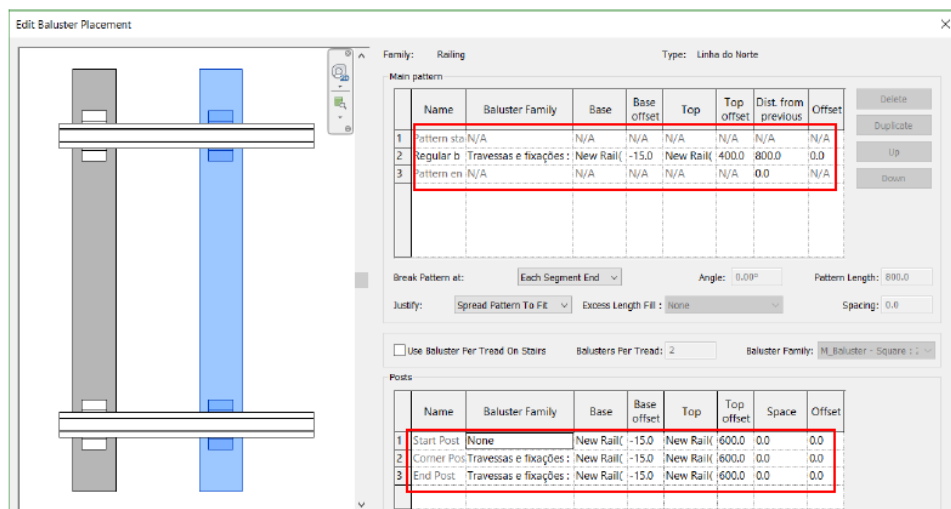 Edit Baluster Placement
Family: Railing Type: Linha do Norte
Main pattern
Name Baluster Family Base Base offset Top Top offset Dist. from previous Offset
1 Pattern sta N/A N/A N/A N/A N/A N/A N/A
2 Regular b Travessas e fixações : New Rail( -15.0 New Rail( 400.0 800.0 0.0
3 Pattern en N/A N/A N/A N/A N/A 0.0 N/A
Delete
Duplicate
Up
Down
Break Pattern at: Each Segment End Angle: 0.00° Pattern Length: 800.0
Justify: Spread Pattern To Fit Excess Length Fill : None Spacing: 0.0
Use Baluster Per Tread On Stairs Balusters Per Tread: 2 Baluster Family: M_Baluster - Square :
Posts
Name Baluster Family Base Base offset Top Top offset Space Offset
1 Start Post None New Rail( -15.0 New Rail( 600.0 0.0 0.0
2 Corner Pos Travessas e fixações : New Rail( -15.0 New Rail( 600.0 0.0 0.0
3 End Post Travessas e fixações : New Rail( -15.0 New Rail( 600.0 0.0 0.0